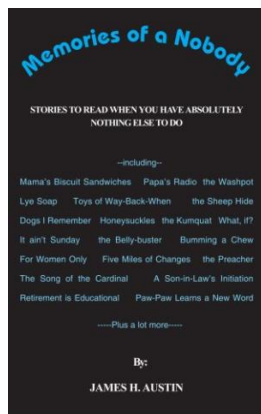 Memories of a Nobody
STORIES TO READ WHEN YOU HAVE ABSOLUTELY
NOTHING ELSE TO DO
--including--
Mama's Biscuit Sandwiches Papa's Radio the Washpot
Lye Soap Toys of Way-Back-When the Sheep Hide
Dogs I Remember Honeysuckles the Kumquat What, if?
It ain't Sunday the Belly-buster Bumming a Chew
For Women Only Five Miles of Changes the Preacher
The Song of the Cardinal A Son-in-Law's Initiation
Retirement is Educational Paw-Paw Learns a New Word
-----Plus a lot more-----
By:
JAMES H. AUSTIN